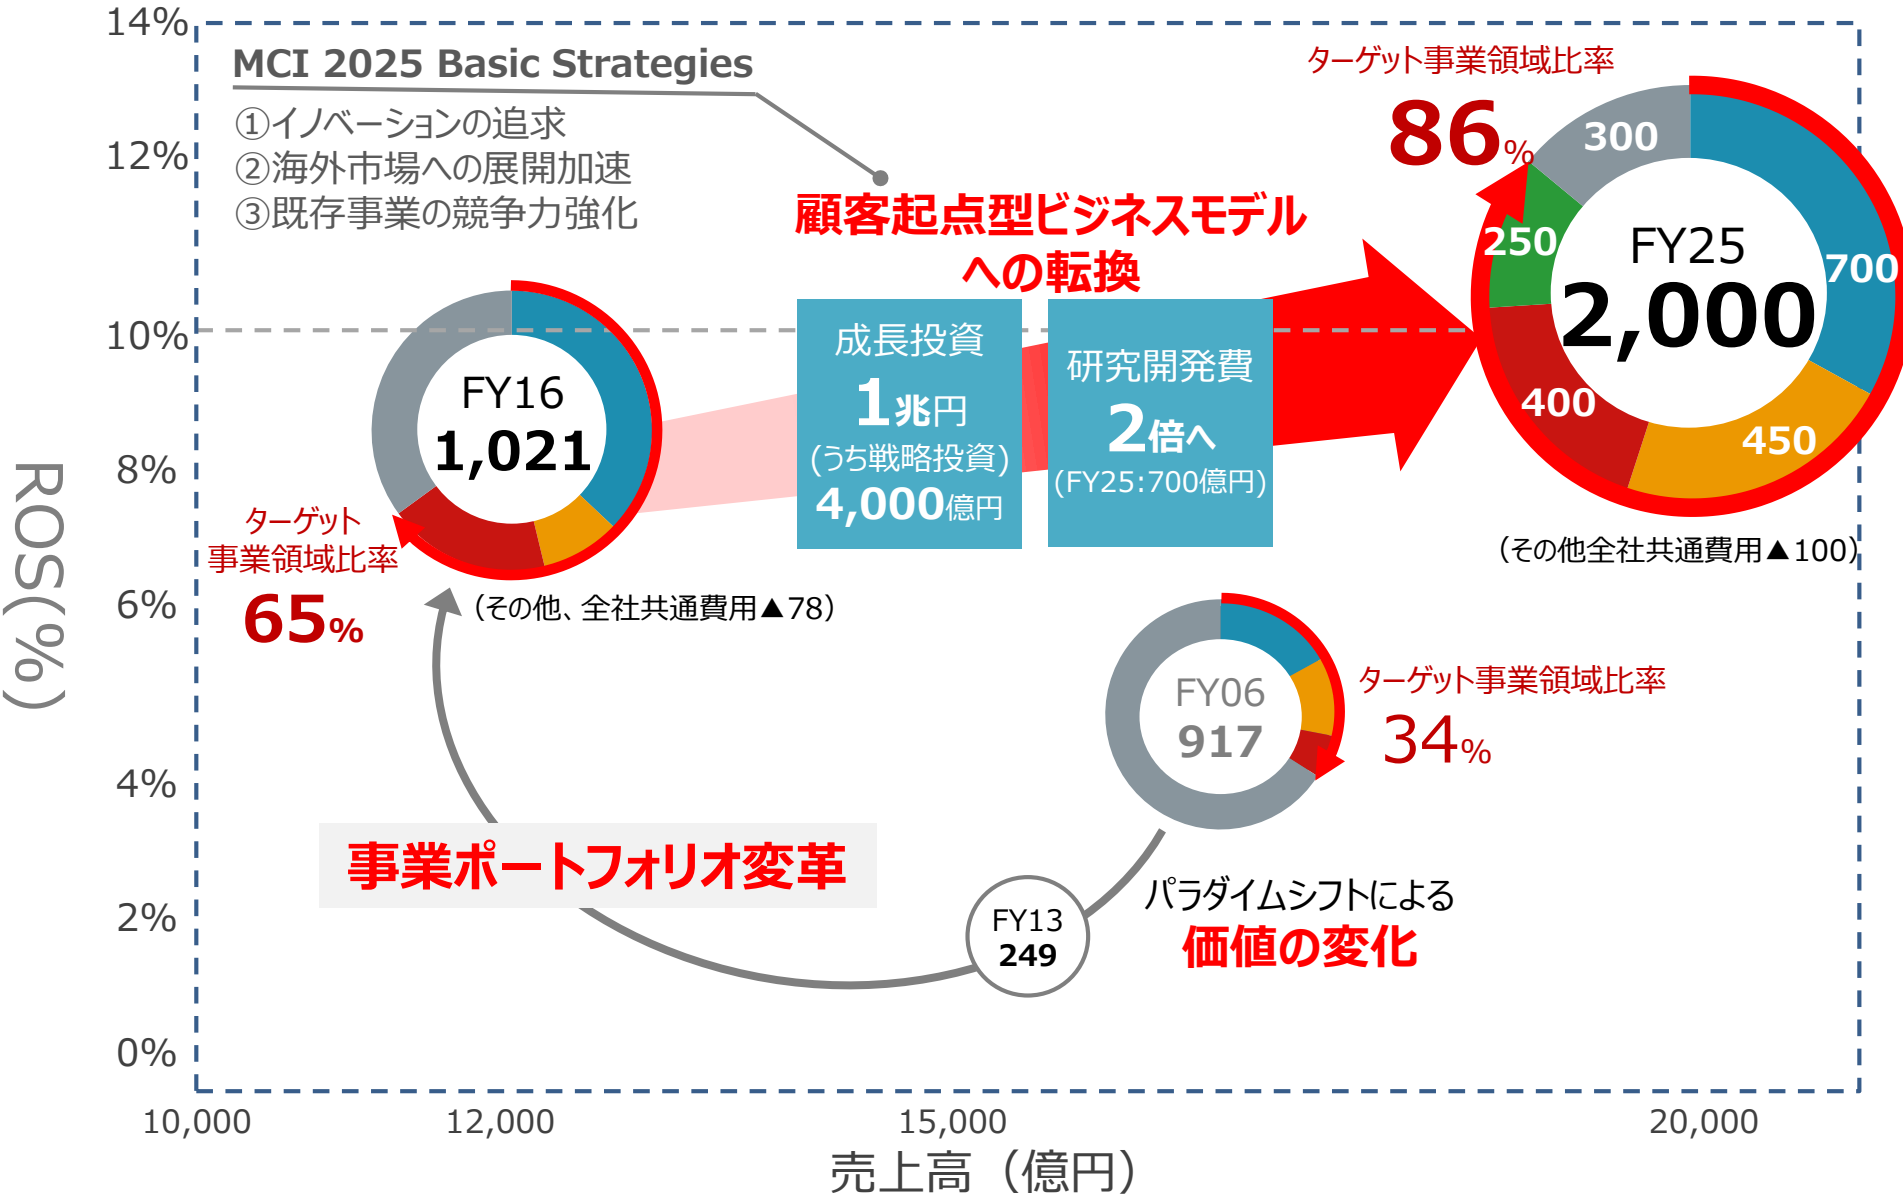 14%
12%
10%
8%
6%
4%
2%
0%
ROS(%)
MCI 2025 Basic Strategies
①イノベーションの追求
②海外市場への展開加速
③既存事業の競争力強化
顧客起点型ビジネスモデル
への転換
成長投資
1兆円
(うち戦略投資)
4,000億円
研究開発費
2倍へ
(FY25:700億円)
ターゲット事業領域比率
86%
300
250
700
400
450
FY25
2,000
（その他全社共通費用▲100）
FY16
1,021
ターゲット
事業領域比率
65%
（その他、全社共通費用▲78）
FY06
917
ターゲット事業領域比率
34%
事業ポートフォリオ変革
FY13
249
パラダイムシフトによる
価値の変化
10,000
12,000
15,000
20,000
売上高（億円）